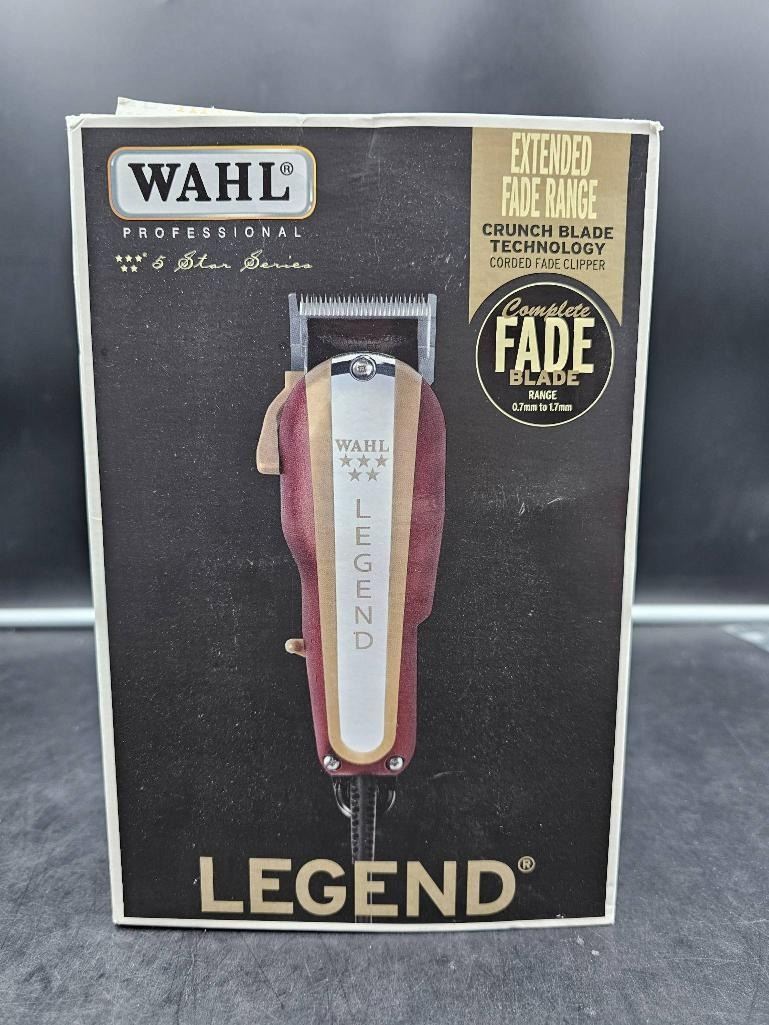 WAHL®
PROFESSIONAL
5 Star Series
EXTENDED
FADE RANGE
CRUNCH BLADE
TECHNOLOGY
CORDED FADE CLIPPER
Complete
FADE
BLADE
RANGE
0.7mm to 1.7mm
WAHL
LEGEND
LEGEND®